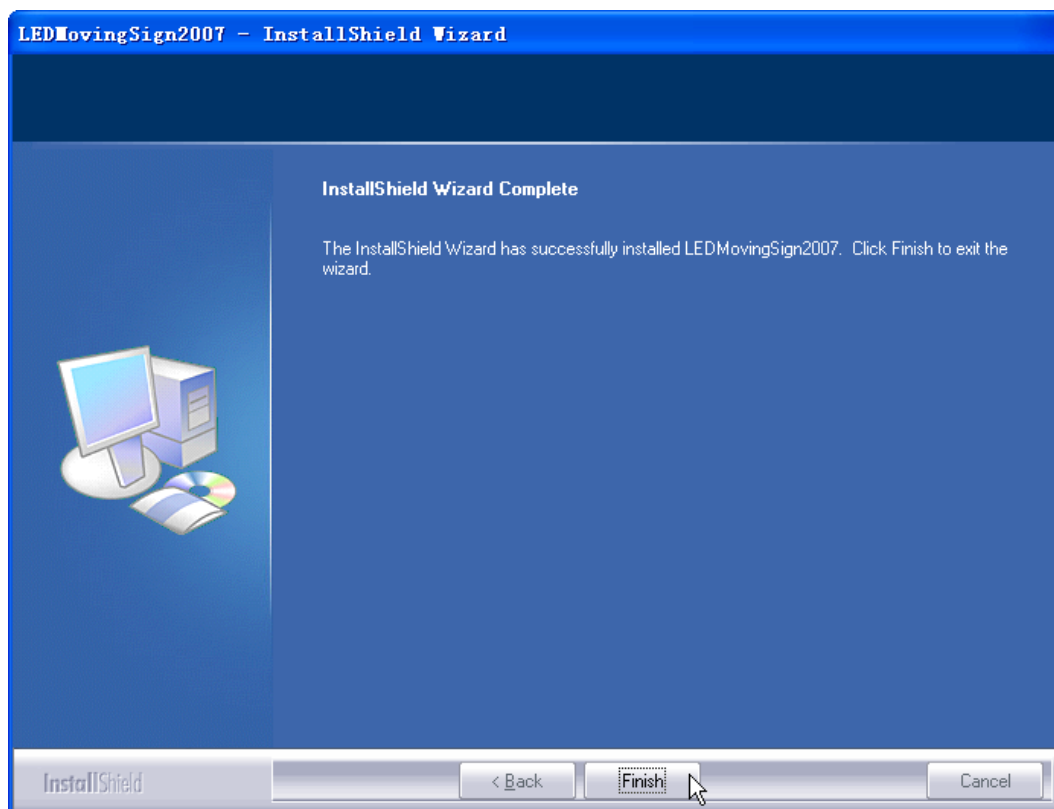 LEDMovingSign2007 - InstallShield Wizard
InstallShield Wizard Complete
The InstallShield Wizard has successfully installed LEDMovingSign2007. Click Finish to exit the
wizard.
InstallShield
< Back
Finish
Cancel